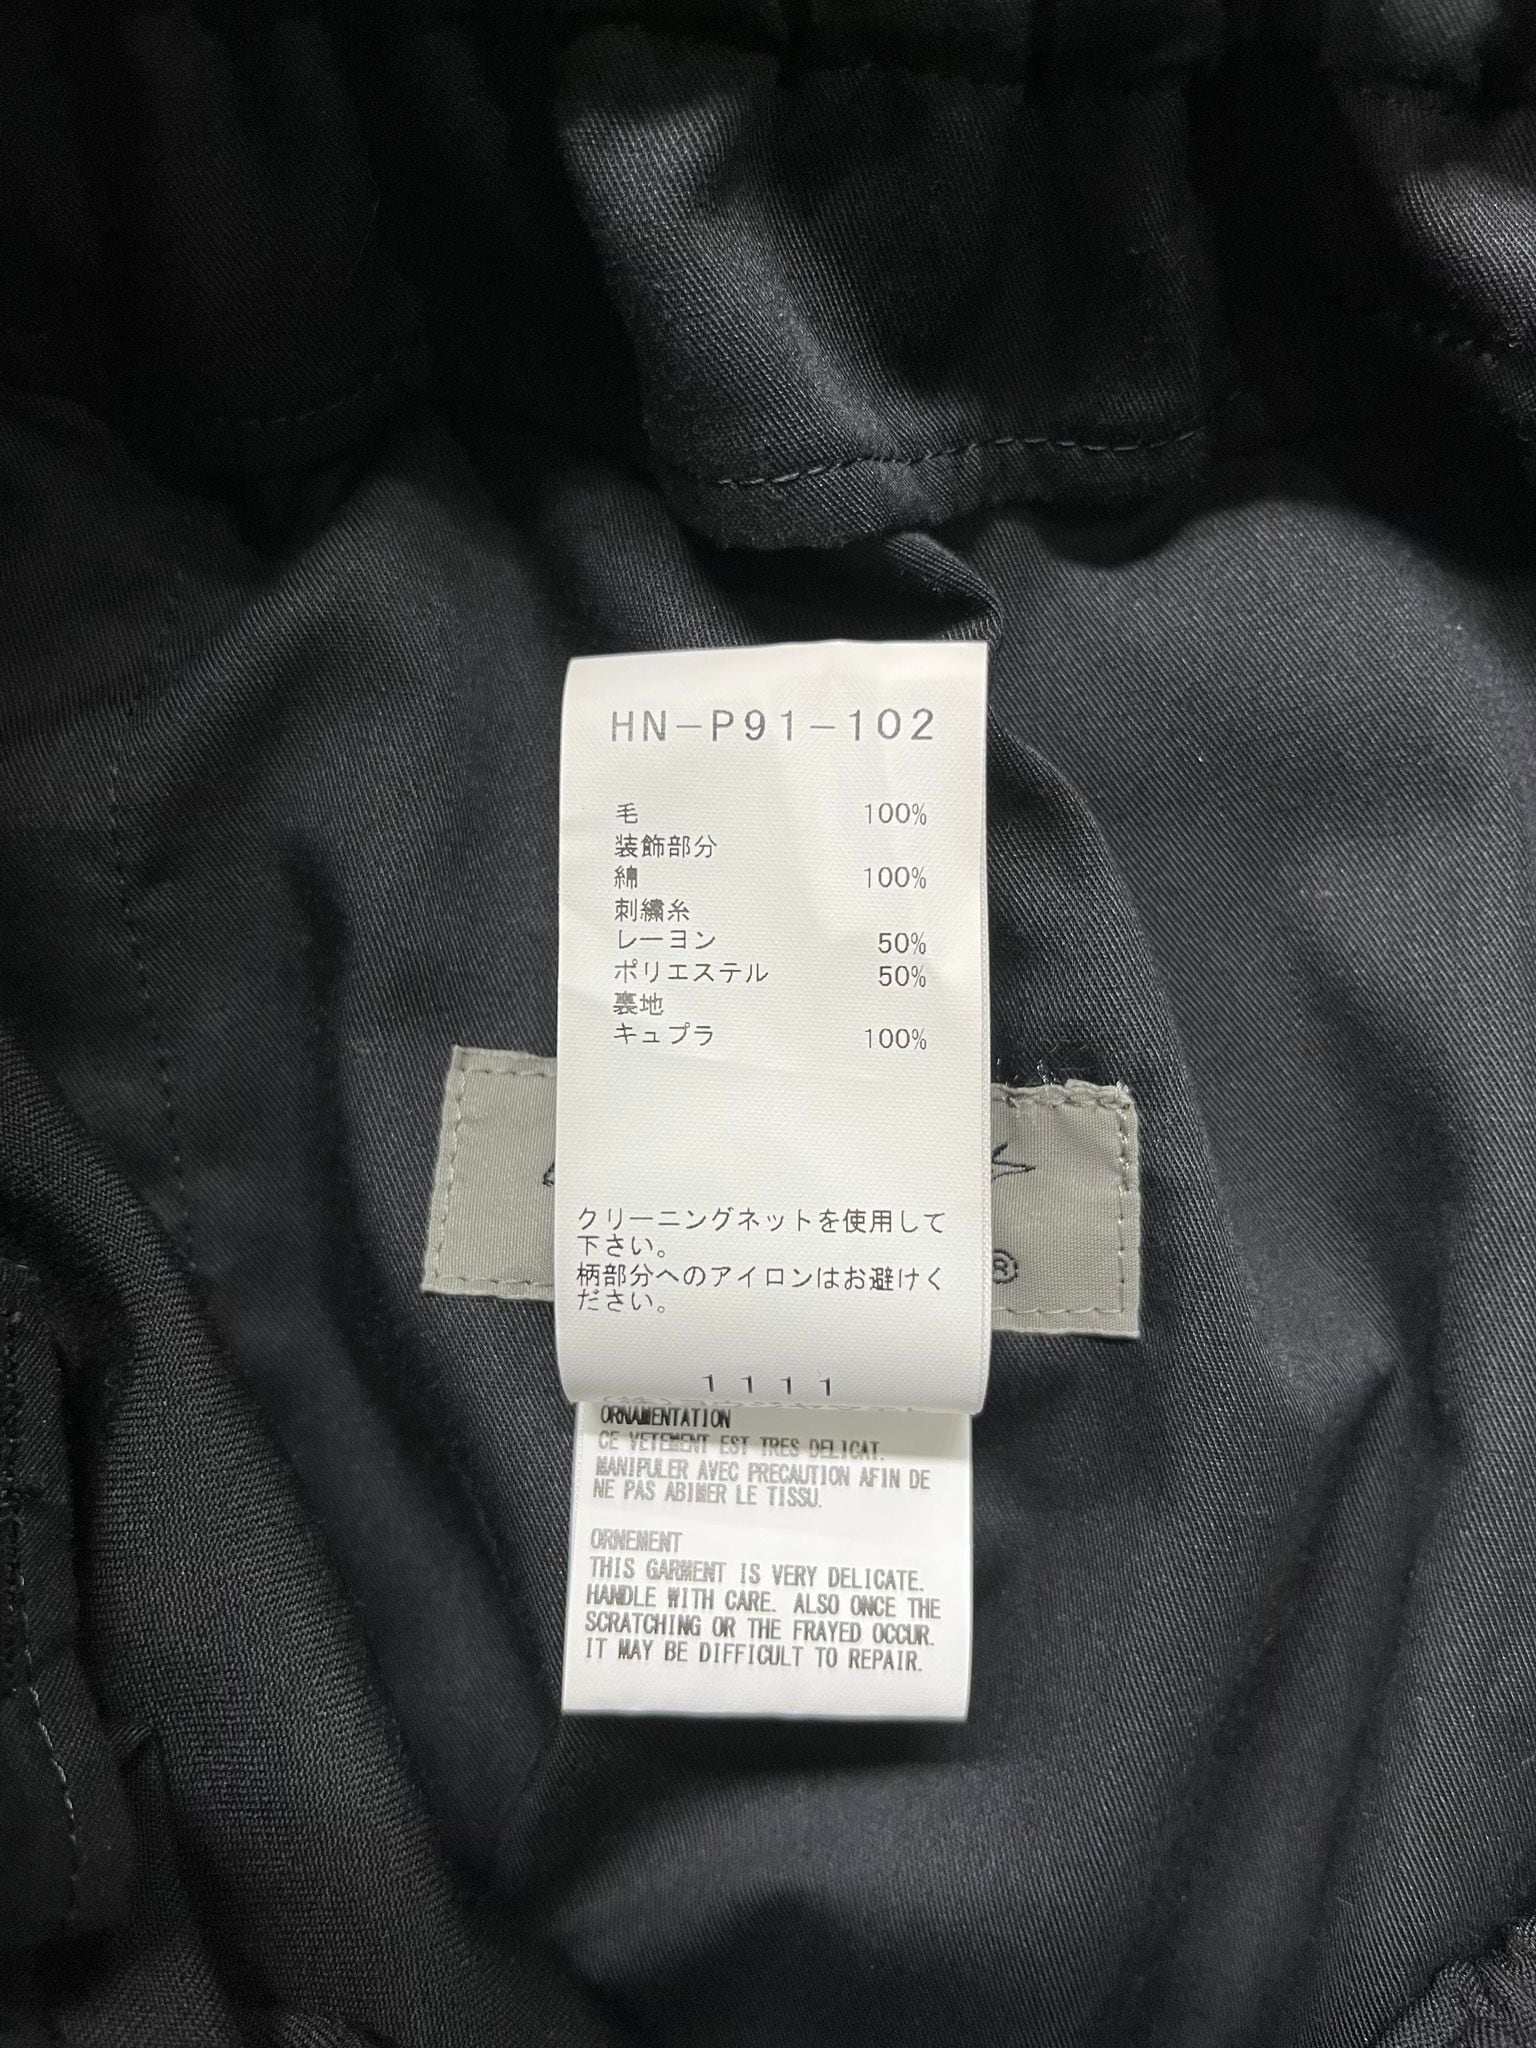 HN-P91-102
毛 100%
装飾部分
綿 100%
刺繍糸
レーヨン 50%
ポリエステル 50%
裏地
キュプラ 100%
クリーニングネットを使用して
下さい。
柄部分へのアイロンはお避けく
ださい。
1111
®
ORNAMENTATION
CE VETEMENT EST TRES DELICAT.
MANIPULER AVEC PRECAUTION AFIN DE
NE PAS ABIMER LE TISSU.
ORNEMENT
THIS GARMENT IS VERY DELICATE.
HANDLE WITH CARE. ALSO ONCE THE
SCRATCHING OR THE FRAYED OCCUR.
IT MAY BE DIFFICULT TO REPAIR.